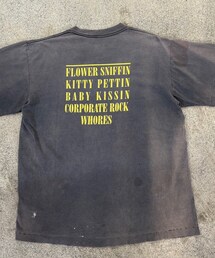 FLOWER SNIFFIN
KITTY PETTIN
BABY KISSIN
CORPORATE ROCK
WHORES